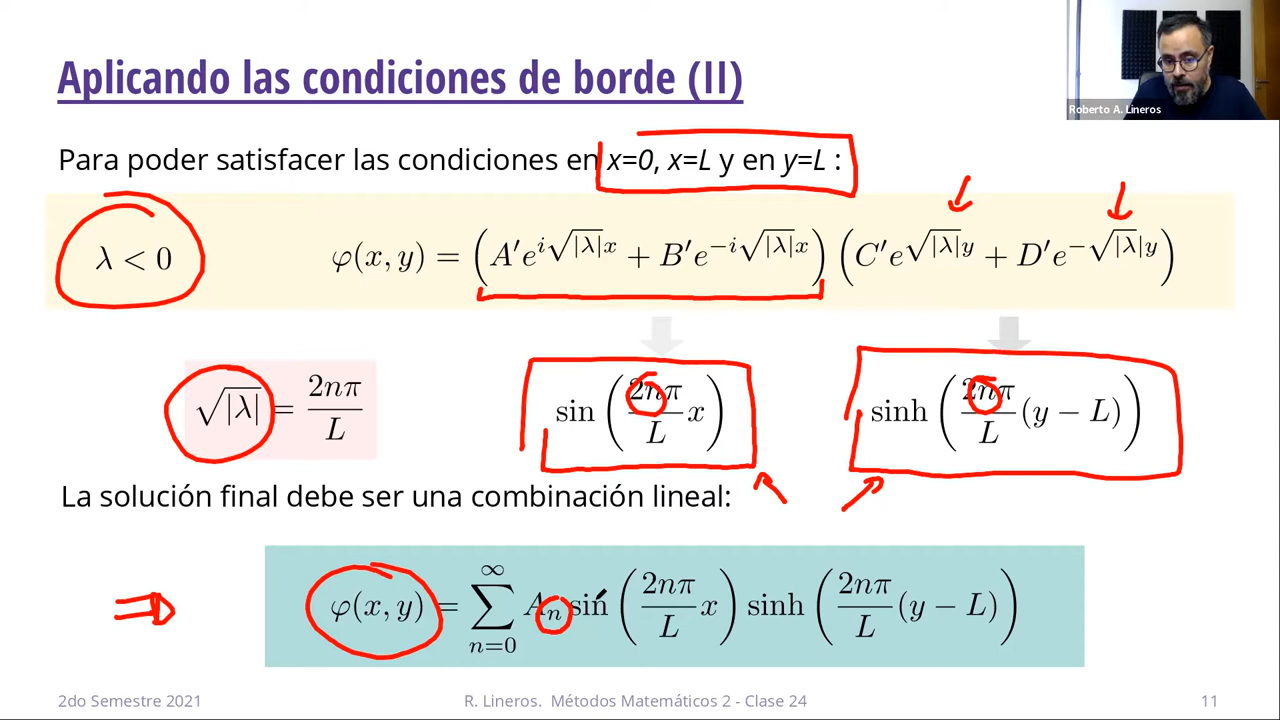 Roberto A. Lineros
Aplicando las condiciones de borde (II)
Para poder satisfacer las condiciones en x=0, x=L y en y=L :
λ < 0    φ(x, y) = (A′e^{i√|λ|x} + B′e^{−i√|λ|x}) (C′e^{√|λ|y} + D′e^{−√|λ|y})
√|λ| = 2nπ/L    sin (2nπ/L x)    sinh (2nπ/L (y − L))
La solución final debe ser una combinación lineal:
⇒ φ(x, y) = ∑_{n=0}^{∞} A_n sin (2nπ/L x) sinh (2nπ/L (y − L))
2do Semestre 2021    R. Lineros. Métodos Matemáticos 2 - Clase 24    11